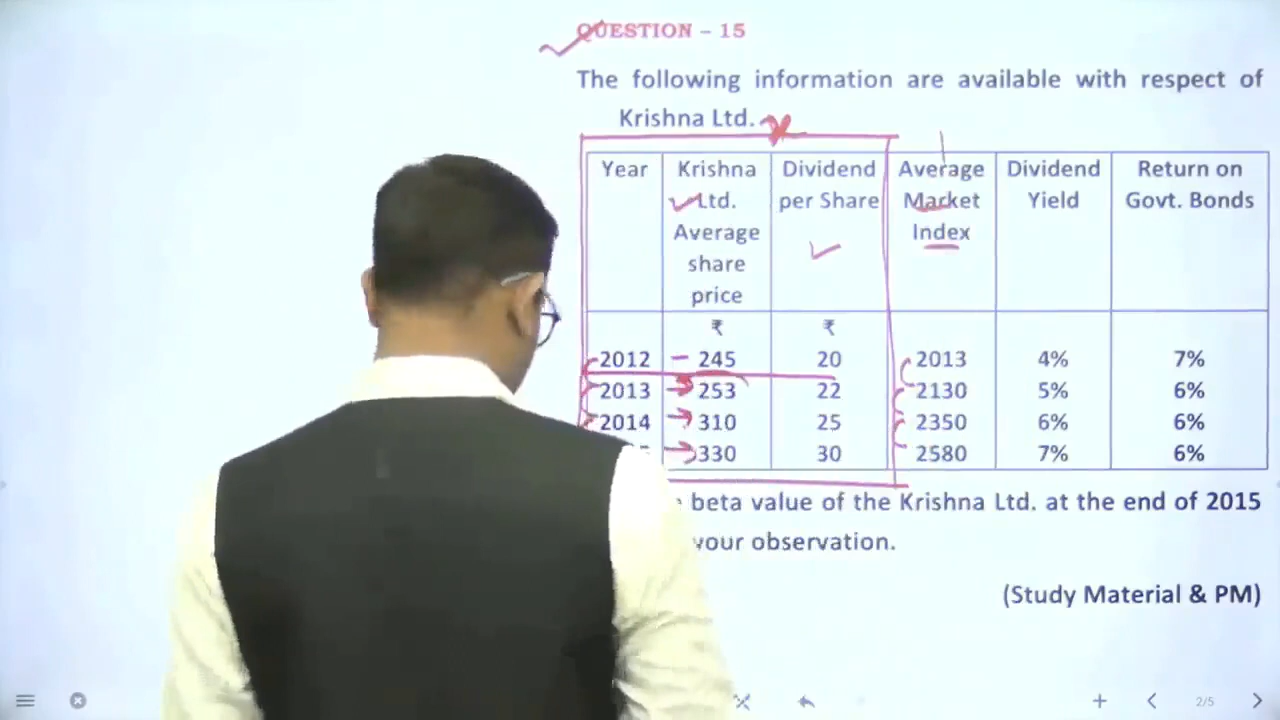 QUESTION – 15
The following information are available with respect of
Krishna Ltd.
Year Krishna Ltd. Average share price Dividend per Share Average Market Index Dividend Yield Return on Govt. Bonds
₹ ₹
2012 245 20 2013 4% 7%
2013 253 22 2130 5% 6%
2014 310 25 2350 6% 6%
330 30 2580 7% 6%
beta value of the Krishna Ltd. at the end of 2015
your observation.
(Study Material & PM)
2/5